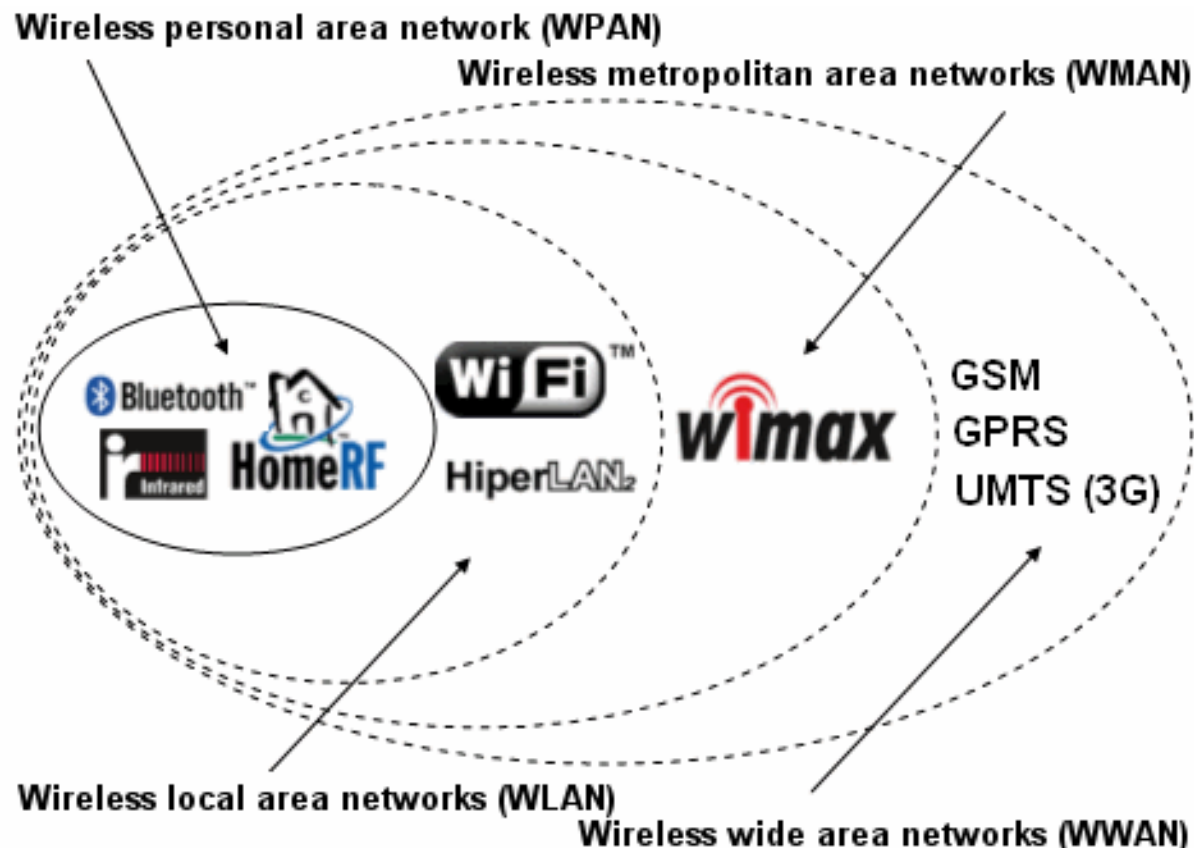 Wireless personal area network (WPAN)
Wireless metropolitan area networks (WMAN)
Bluetooth™
Infrared
HomeRF™
WiFi™
HiperLAN2
wimax
GSM
GPRS
UMTS (3G)
Wireless local area networks (WLAN)
Wireless wide area networks (WWAN)